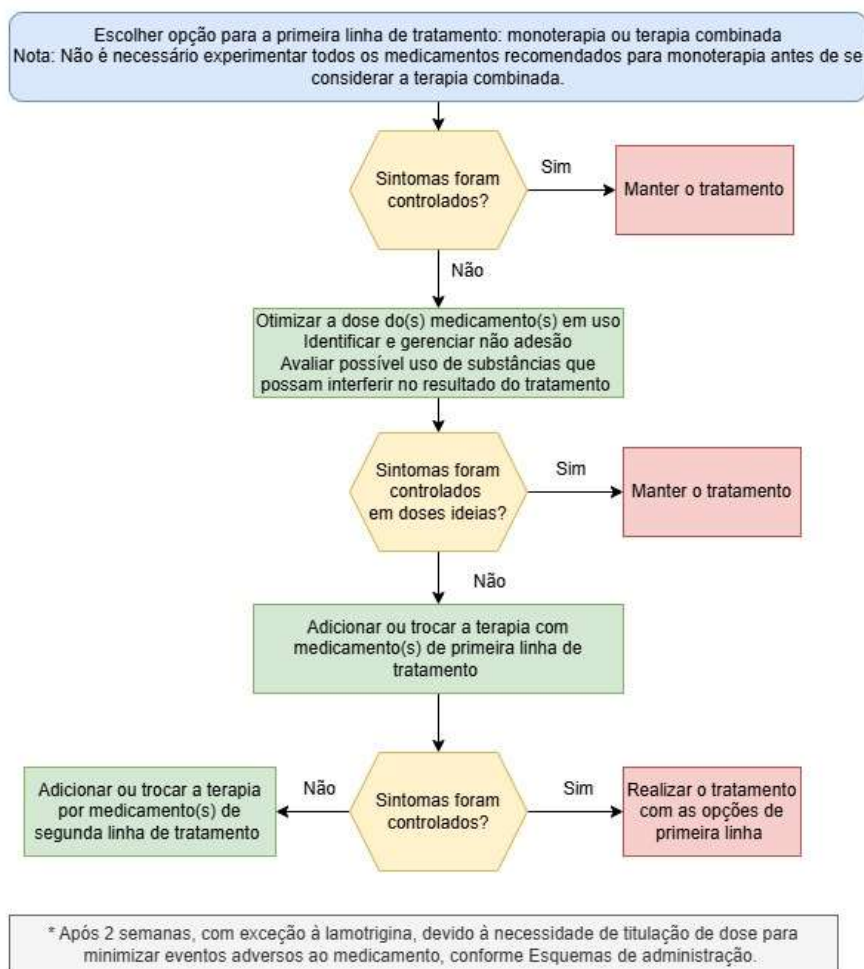 Escolher opção para a primeira linha de tratamento: monoterapia ou terapia combinada
Nota: Não é necessário experimentar todos os medicamentos recomendados para monoterapia antes de se
considerar a terapia combinada.
Sintomas foram
controlados?
Sim
Manter o tratamento
Não
Otimizar a dose do(s) medicamento(s) em uso
Identificar e gerenciar não adesão
Avaliar possível uso de substâncias que
possam interferir no resultado do tratamento
Sintomas foram
controlados
em doses ideias?
Sim
Manter o tratamento
Não
Adicionar ou trocar a terapia com
medicamento(s) de primeira linha de
tratamento
Sintomas foram
controlados?
Não
Adicionar ou trocar a terapia
por medicamento(s) de
segunda linha de tratamento
Sim
Realizar o tratamento
com as opções de
primeira linha
* Após 2 semanas, com exceção à lamotrigina, devido à necessidade de titulação de dose para
minimizar eventos adversos ao medicamento, conforme Esquemas de administração.